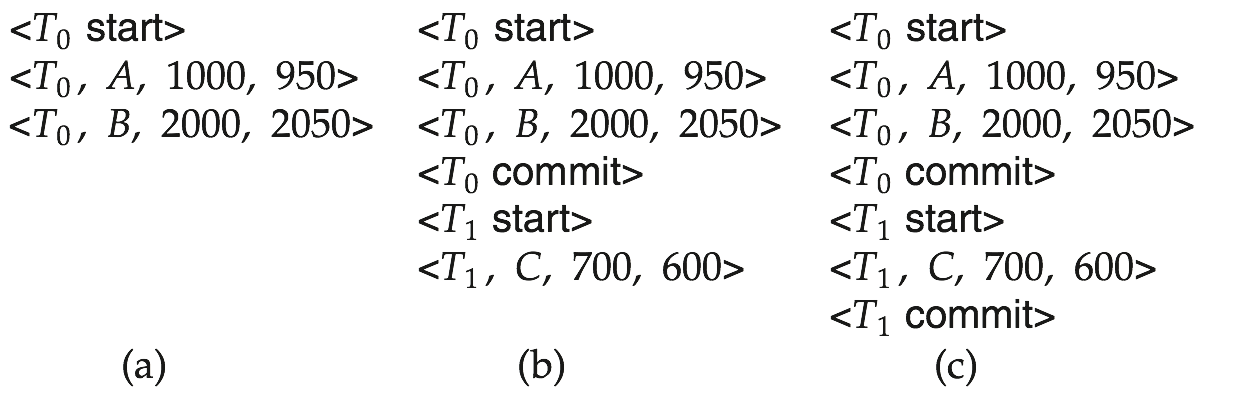 <T₀ start>
<T₀, A, 1000, 950>
<T₀, B, 2000, 2050>
(a)
<T₀ start>
<T₀, A, 1000, 950>
<T₀, B, 2000, 2050>
<T₀ commit>
<T₁ start>
<T₁, C, 700, 600>
(b)
<T₀ start>
<T₀, A, 1000, 950>
<T₀, B, 2000, 2050>
<T₀ commit>
<T₁ start>
<T₁, C, 700, 600>
<T₁ commit>
(c)